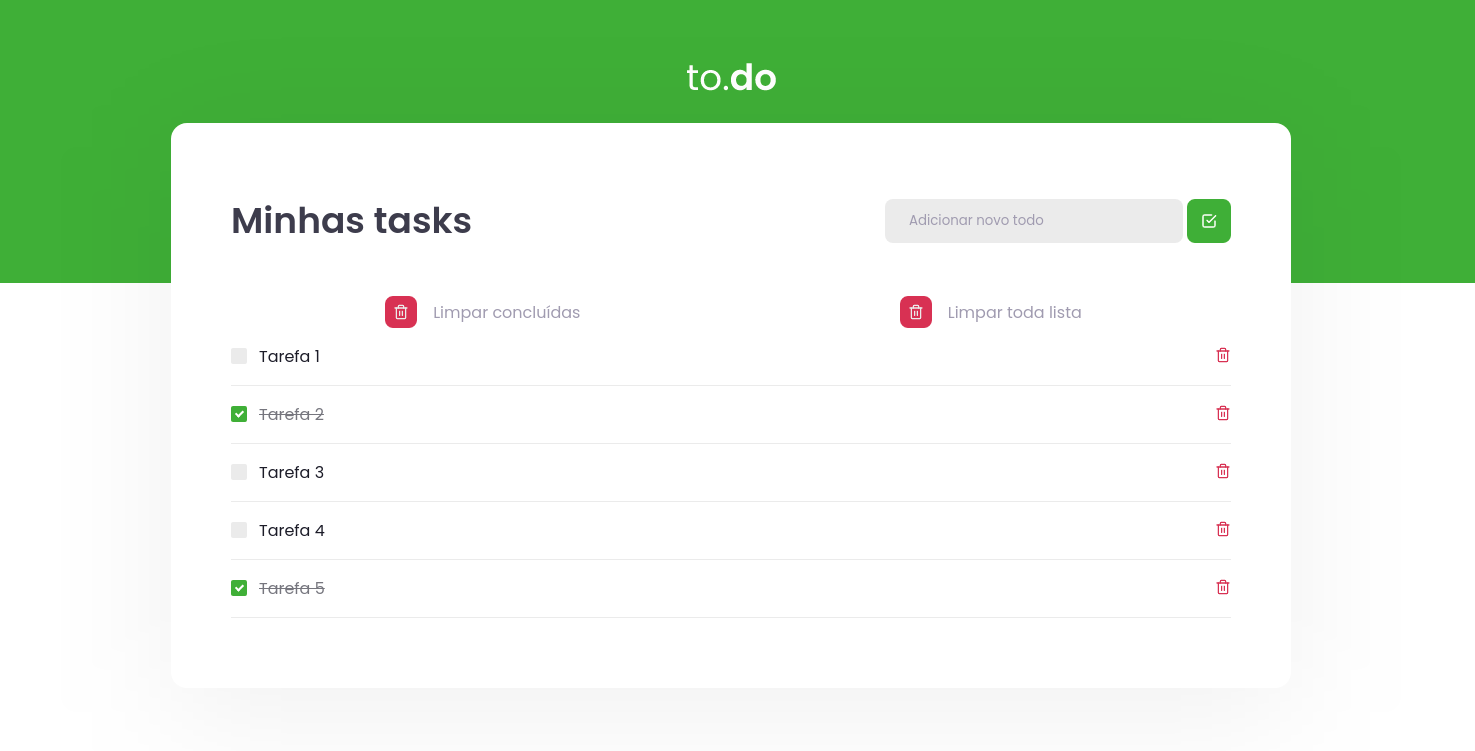 to.do
Minhas tasks
Adicionar novo todo
Limpar concluídas
Limpar toda lista
Tarefa 1
Tarefa 2
Tarefa 3
Tarefa 4
Tarefa 5